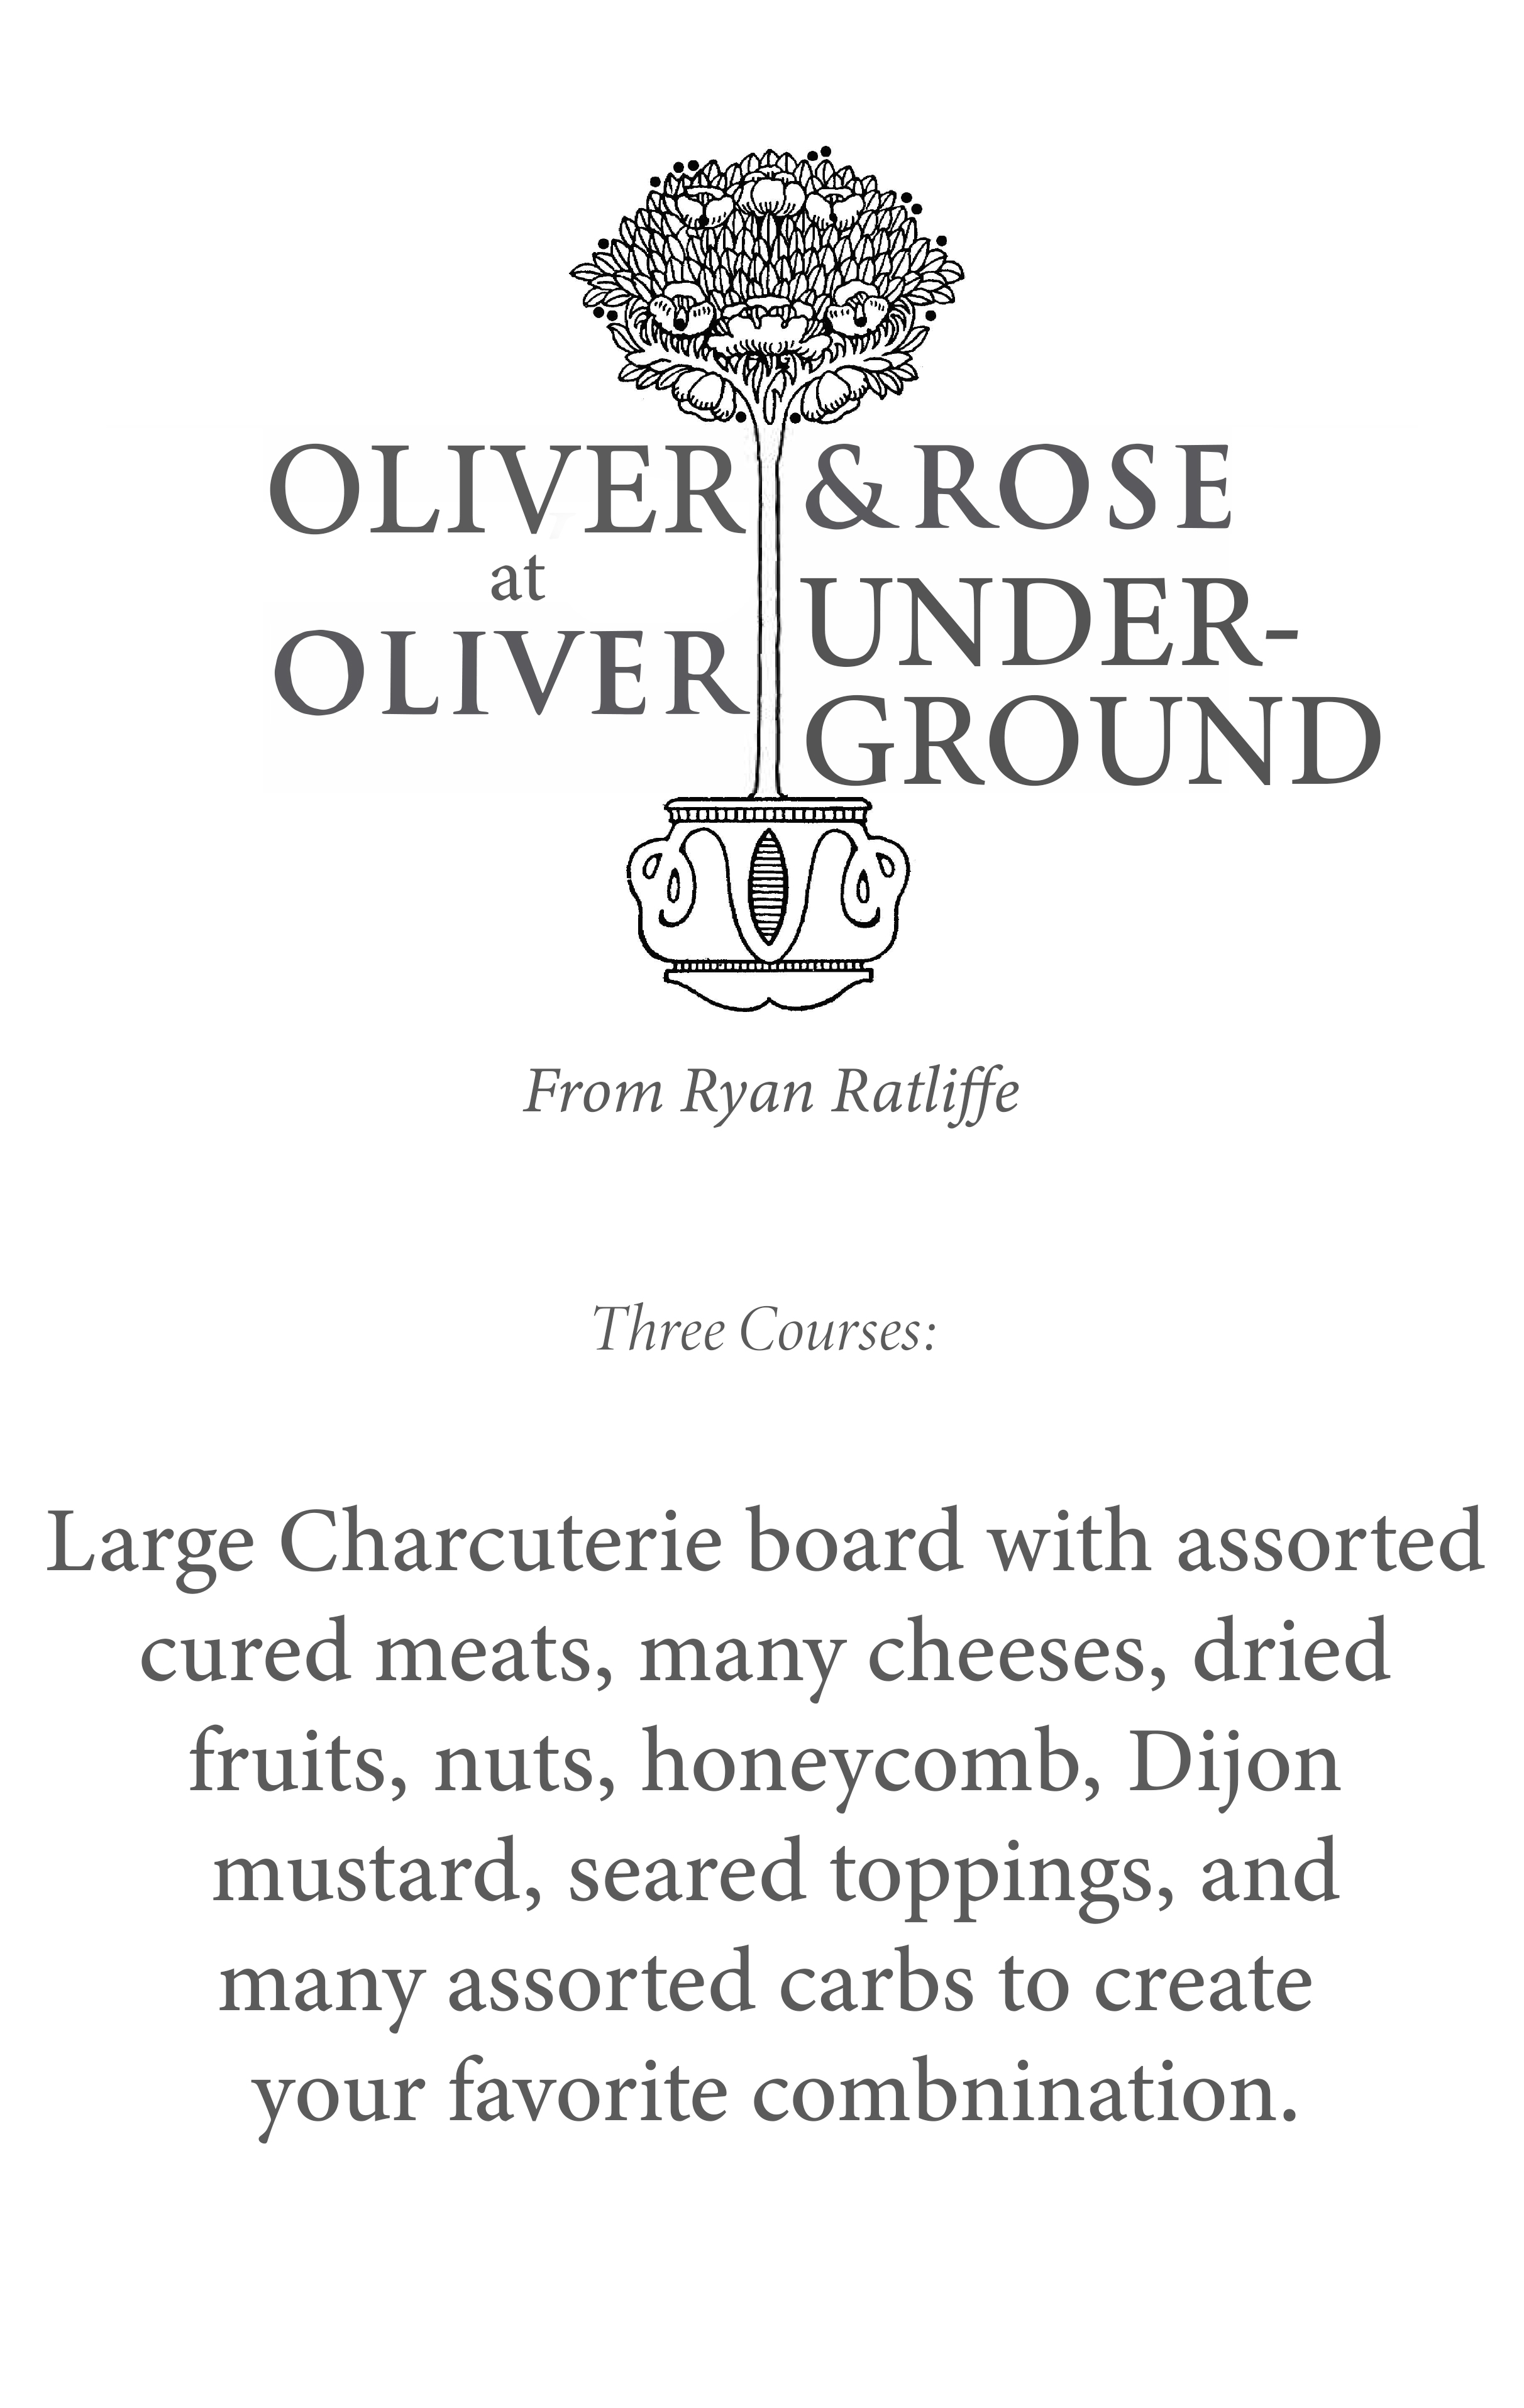 OLIVER & ROSE
at
OLIVER UNDER-
GROUND
From Ryan Ratliffe
Three Courses:
Large Charcuterie board with assorted
cured meats, many cheeses, dried
fruits, nuts, honeycomb, Dijon
mustard, seared toppings, and
many assorted carbs to create
your favorite combnination.